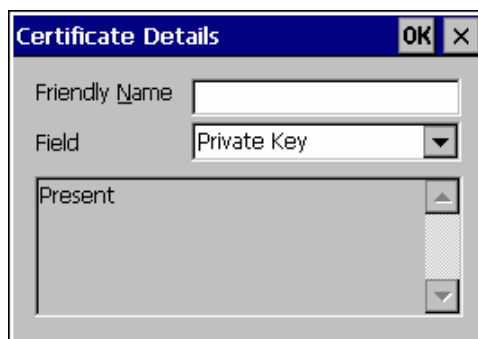 Certificate Details OK
Friendly Name
Field Private Key
Present